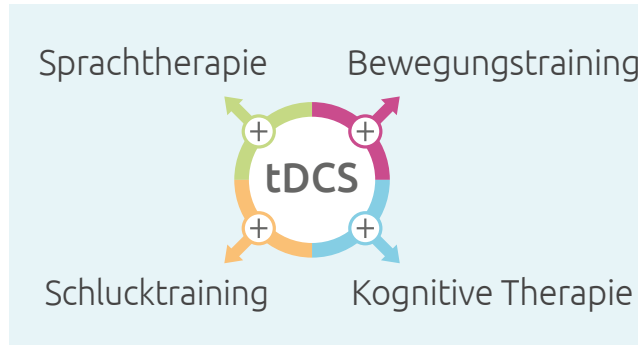 Sprachtherapie
Bewegungstraining
+
+
tDCS
+
+
Schlucktraining
Kognitive Therapie